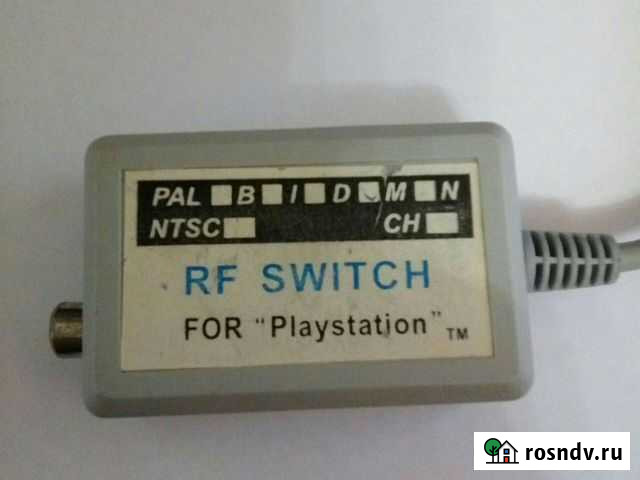 PAL B I D M N
NTSC CH
RF SWITCH
FOR "Playstation" TM
rosndv.ru